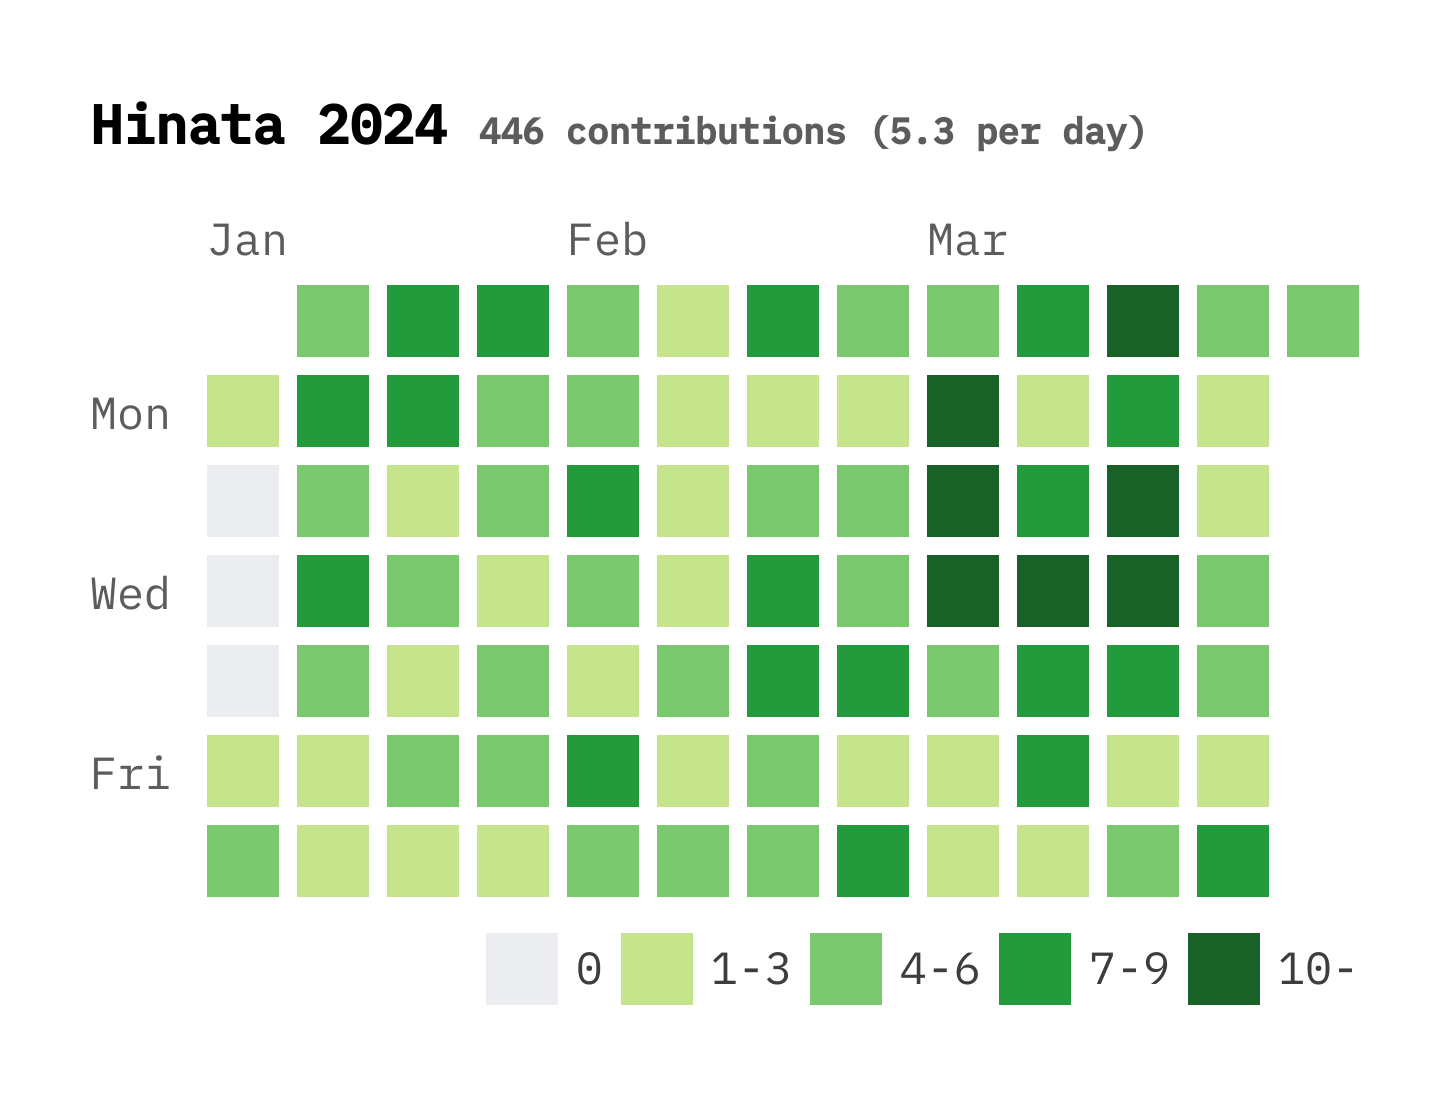 Hinata 2024 446 contributions (5.3 per day)
Jan Feb Mar
Mon
Wed
Fri
0 1-3 4-6 7-9 10-